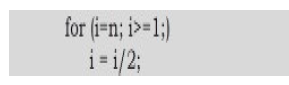 for (i=n; i>=1;)
i = i/2;